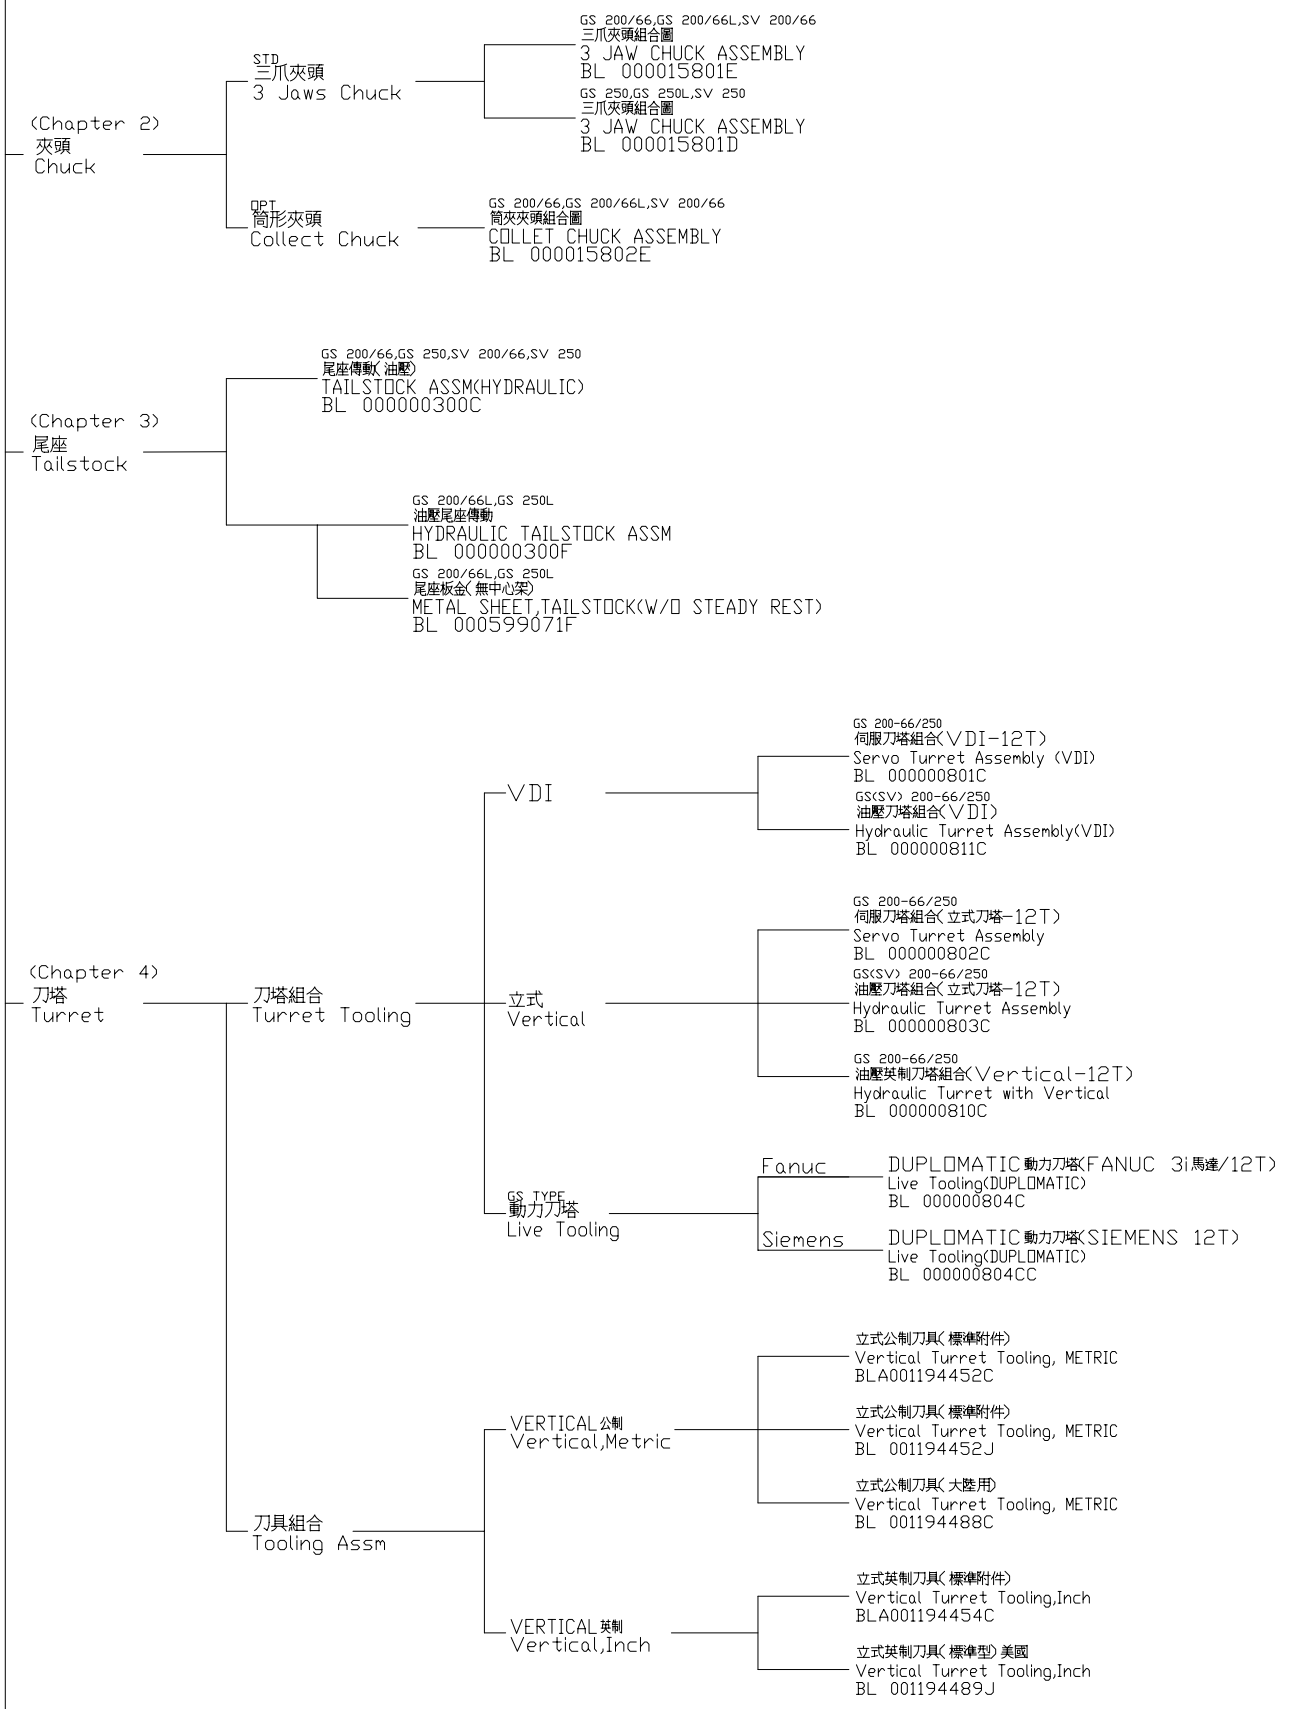 (Chapter 2)
夾頭
Chuck
STD
三爪夾頭
3 Jaws Chuck
GS 200/66,GS 200/66L,SV 200/66
三爪夾頭組合圖
3 JAW CHUCK ASSEMBLY
BL 000015801E
GS 250,GS 250L,SV 250
三爪夾頭組合圖
3 JAW CHUCK ASSEMBLY
BL 000015801D
OPT
筒形夾頭
Collect Chuck
GS 200/66,GS 200/66L,SV 200/66
筒夾夾頭組合圖
COLLET CHUCK ASSEMBLY
BL 000015802E
(Chapter 3)
尾座
Tailstock
GS 200/66,GS 250,SV 200/66,SV 250
尾座傳動(油壓)
TAILSTOCK ASSM(HYDRAULIC)
BL 000000300C
GS 200/66L,GS 250L
油壓尾座傳動
HYDRAULIC TAILSTOCK ASSM
BL 000000300F
GS 200/66L,GS 250L
尾座板金(無中心架)
METAL SHEET,TAILSTOCK(W/O STEADY REST)
BL 000599071F
(Chapter 4)
刀塔
Turret
刀塔組合
Turret Tooling
VDI
GS 200-66/250
伺服刀塔組合(VDI-12T)
Servo Turret Assembly (VDI)
BL 000000801C
GS(SV) 200-66/250
油壓刀塔組合(VDI)
Hydraulic Turret Assembly(VDI)
BL 000000811C
立式
Vertical
GS 200-66/250
伺服刀塔組合(立式刀塔-12T)
Servo Turret Assembly
BL 000000802C
GS(SV) 200-66/250
油壓刀塔組合(立式刀塔-12T)
Hydraulic Turret Assembly
BL 000000803C
GS 200-66/250
油壓英制刀塔組合(Vertical-12T)
Hydraulic Turret with Vertical
BL 000000810C
GS TYPE
動力刀塔
Live Tooling
Fanuc
DUPLOMATIC動力刀塔(FANUC 3i馬達/12T)
Live Tooling(DUPLOMATIC)
BL 000000804C
Siemens
DUPLOMATIC動力刀塔(SIEMENS 12T)
Live Tooling(DUPLOMATIC)
BL 000000804CC
刀具組合
Tooling Assm
VERTICAL公制
Vertical,Metric
立式公制刀具(標準附件)
Vertical Turret Tooling, METRIC
BLA001194452C
立式公制刀具(標準附件)
Vertical Turret Tooling, METRIC
BL 001194452J
立式公制刀具(大陸用)
Vertical Turret Tooling, METRIC
BL 001194488C
VERTICAL英制
Vertical,Inch
立式英制刀具(標準附件)
Vertical Turret Tooling,Inch
BLA001194454C
立式英制刀具(標準型)美國
Vertical Turret Tooling,Inch
BL 001194489J